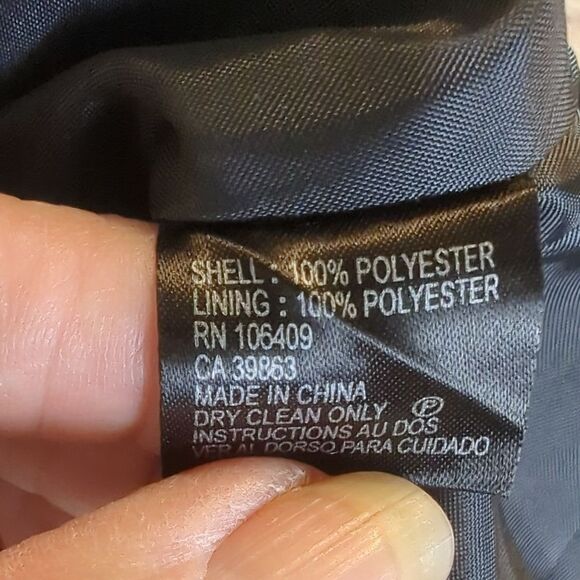 SHELL : 100% POLYESTER
LINING : 100% POLYESTER
RN 106409
CA 39863
MADE IN CHINA
DRY CLEAN ONLY Ⓟ
INSTRUCTIONS AU DOS
VER AL DORSO PARA CUIDADO